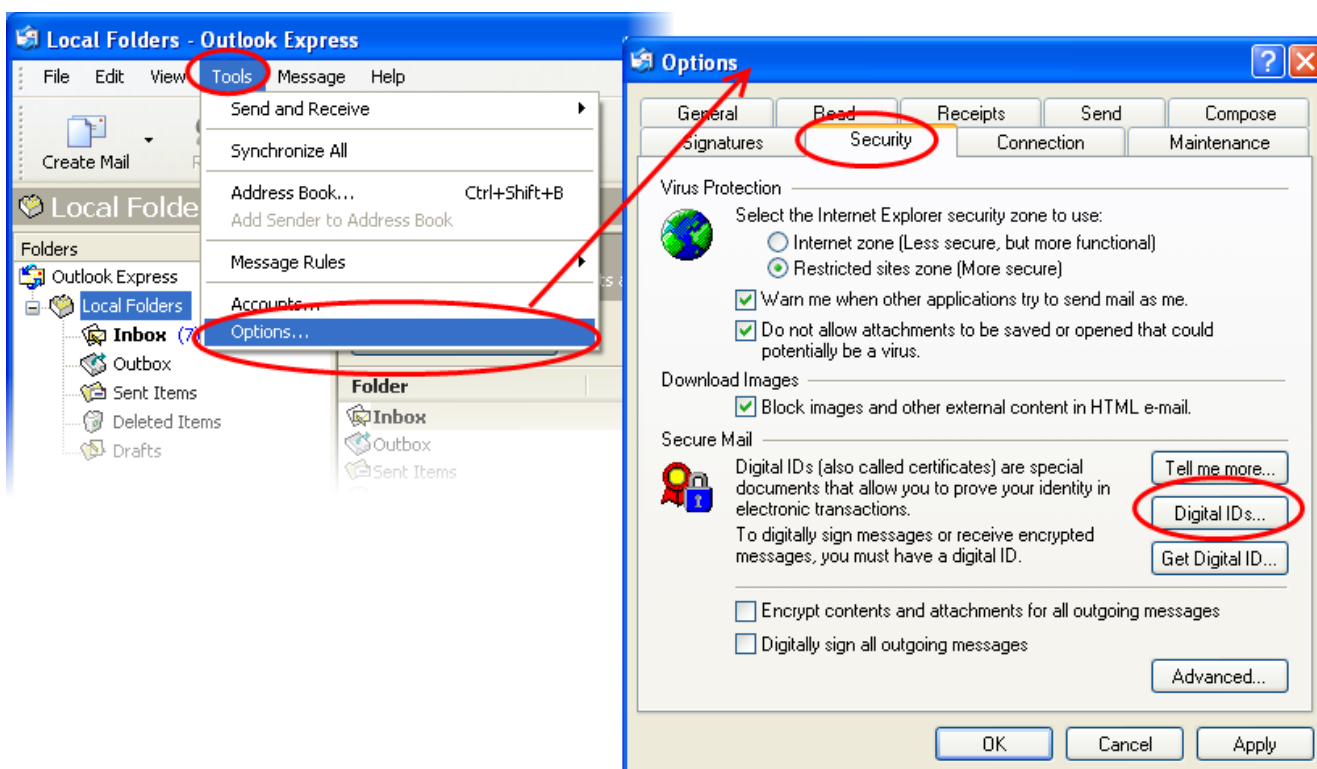 Local Folders - Outlook Express
File Edit View Tools Message Help
Create Mail
Send and Receive
Synchronize All
Address Book... Ctrl+Shift+B
Add Sender to Address Book
Message Rules
Accounts...
Options...
Local Folde
Folders
Outlook Express
Local Folders
Inbox (7)
Outbox
Sent Items
Deleted Items
Drafts
Folder
Inbox
Outbox
Sent Items
Options
General Read Receipts Send Compose
Signatures Security Connection Maintenance
Virus Protection
Select the Internet Explorer security zone to use:
Internet zone (Less secure, but more functional)
Restricted sites zone (More secure)
Warn me when other applications try to send mail as me.
Do not allow attachments to be saved or opened that could
potentially be a virus.
Download Images
Block images and other external content in HTML e-mail.
Secure Mail
Digital IDs (also called certificates) are special
documents that allow you to prove your identity in
electronic transactions.
To digitally sign messages or receive encrypted
messages, you must have a digital ID.
Tell me more...
Digital IDs...
Get Digital ID...
Encrypt contents and attachments for all outgoing messages
Digitally sign all outgoing messages
Advanced...
OK Cancel Apply